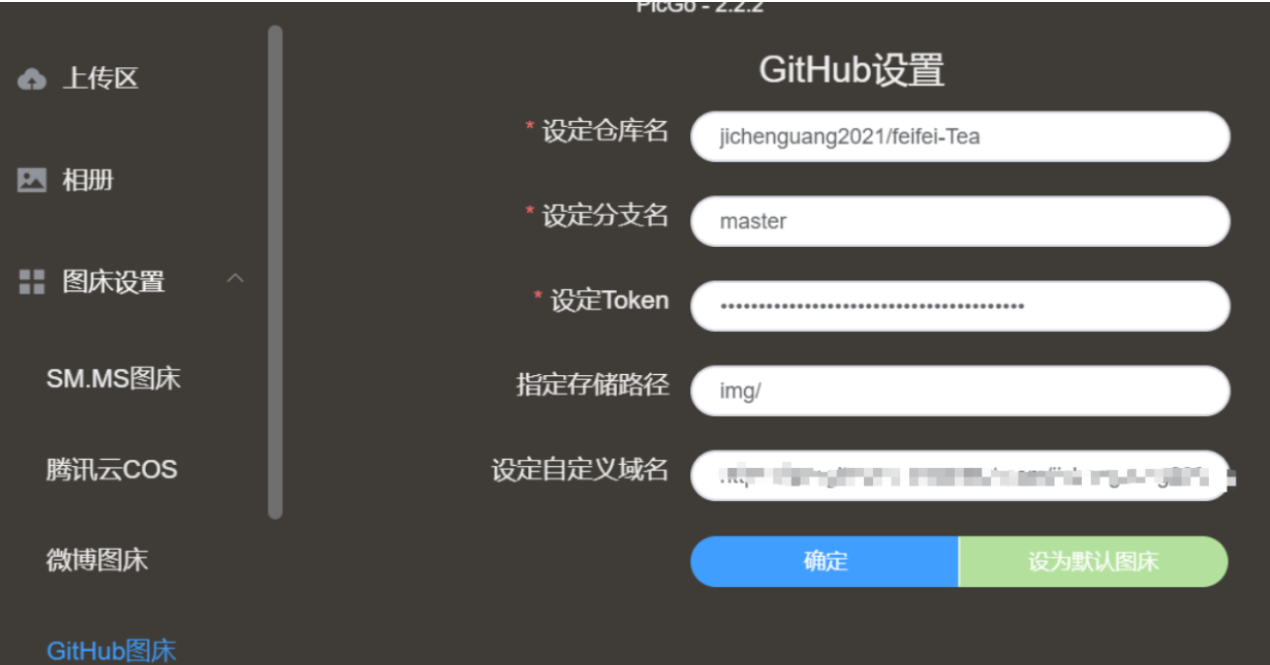 PicGo - 2.2.2
上传区
相册
图床设置
SM.MS图床
腾讯云COS
微博图床
GitHub图床
GitHub设置
* 设定仓库名
jichenguang2021/feifei-Tea
* 设定分支名
master
* 设定Token
••••••••••••••••••••••••••••••••••••••••
指定存储路径
img/
设定自定义域名
确定
设为默认图床